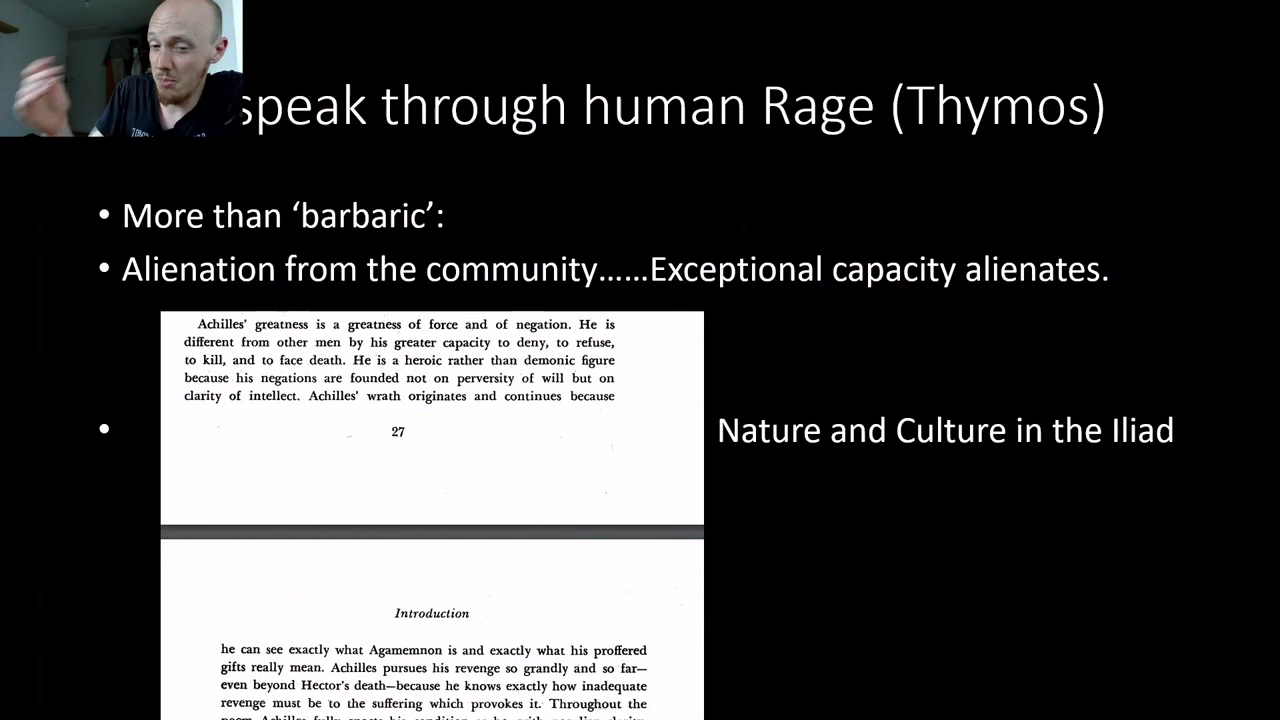 speak through human Rage (Thymos)
• More than ‘barbaric’:
• Alienation from the community……Exceptional capacity alienates.
Achilles' greatness is a greatness of force and of negation. He is
different from other men by his greater capacity to deny, to refuse,
to kill, and to face death. He is a heroic rather than demonic figure
because his negations are founded not on perversity of will but on
clarity of intellect. Achilles' wrath originates and continues because
27
• Nature and Culture in the Iliad
Introduction
he can see exactly what Agamemnon is and exactly what his proffered
gifts really mean. Achilles pursues his revenge so grandly and so far—
even beyond Hector's death—because he knows exactly how inadequate
revenge must be to the suffering which provokes it. Throughout the